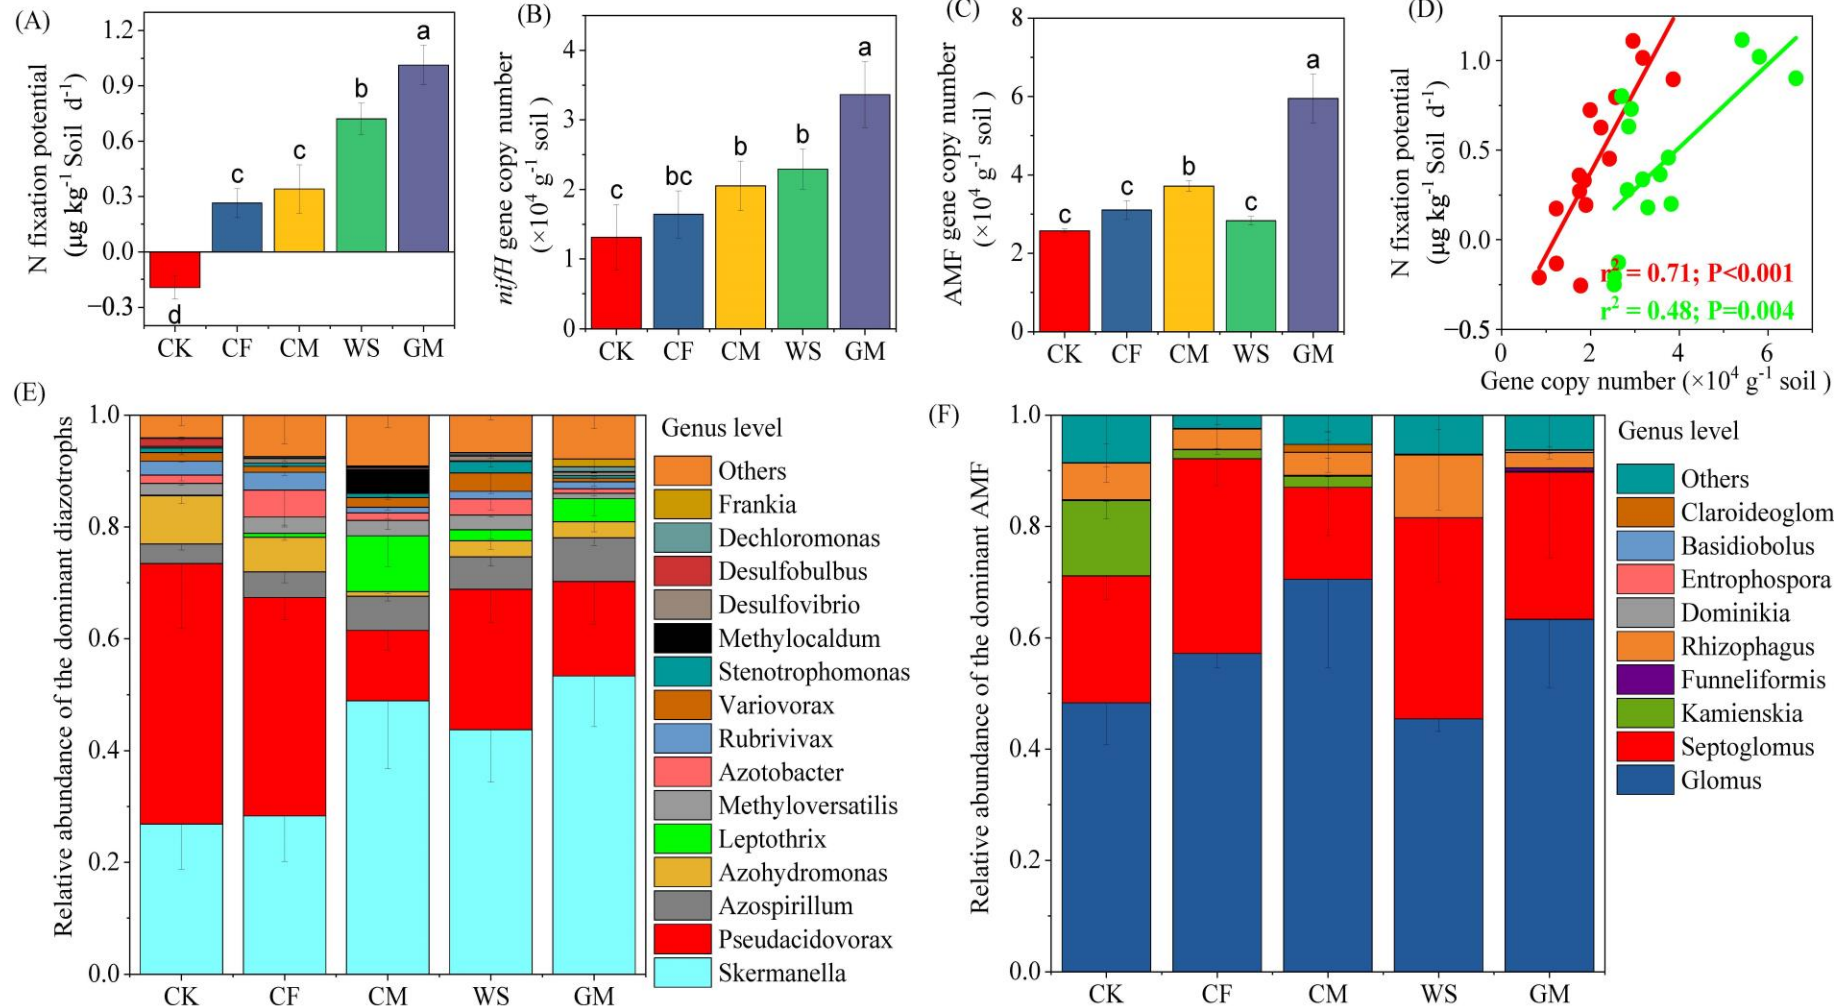 (A)
N fixation potential
(μg kg⁻¹ Soil d⁻¹)
1.2
0.9
0.6
0.3
0.0
−0.3
d
c
c
b
a
CK CF CM WS GM
(B)
nifH gene copy number
(×10⁴ g⁻¹ soil )
4
3
2
1
0
c
bc
b
b
a
CK CF CM WS GM
(C)
AMF gene copy number
(×10⁴ g⁻¹ soil )
8
6
4
2
0
c
c
b
c
a
CK CF CM WS GM
(D)
N fixation potential
(μg kg⁻¹ Soil d⁻¹)
1.0
0.5
0.0
−0.5
r² = 0.71; P<0.001
r² = 0.48; P=0.004
0 2 4 6
Gene copy number (×10⁴ g⁻¹ soil )
(E)
Relative abundance of the dominant diazotrophs
1.0
0.8
0.6
0.4
0.2
0.0
CK CF CM WS GM
Genus level
Others
Frankia
Dechloromonas
Desulfobulbus
Desulfovibrio
Methylocaldum
Stenotrophomonas
Variovorax
Rubrivivax
Azotobacter
Methyloversatilis
Leptothrix
Azohydromonas
Azospirillum
Pseudacidovorax
Skermanella
(F)
Relative abundance of the dominant AMF
1.0
0.8
0.6
0.4
0.2
0.0
CK CF CM WS GM
Genus level
Others
Claroideoglom
Basidiobolus
Entrophospora
Dominikia
Rhizophagus
Funneliformis
Kamienskia
Septoglomus
Glomus